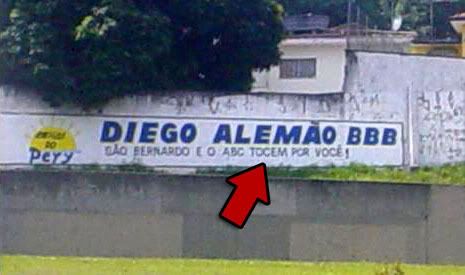 DIEGO ALEMÃO BBB
SÃO BERNARDO E O ABC TOCEM POR VOCÊ!
AMIGOS DO
Pery